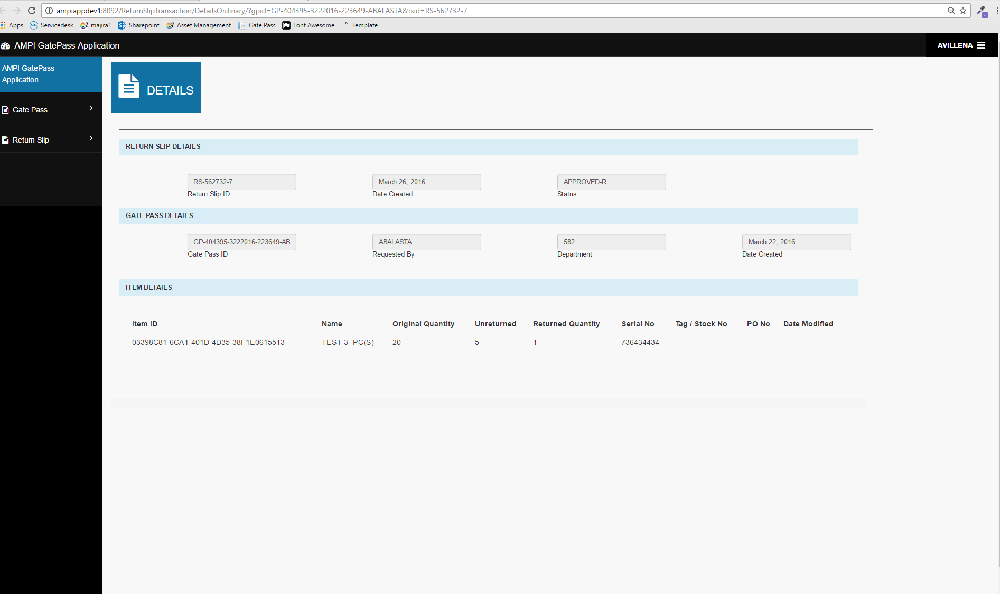 ampiappdev1:8092/ReturnSlipTransaction/DetailsOrdinary/?gpid=GP-404395-3222016-223649-ABALASTA&rsid=RS-562732-7
Apps Servicedesk majira1 Sharepoint Asset Management Gate Pass Font Awesome Template
AMPI GatePass Application
AVILLENA
AMPI GatePass
Application
Gate Pass
Return Slip
DETAILS
RETURN SLIP DETAILS
RS-562732-7 March 26, 2016 APPROVED-R
Return Slip ID Date Created Status
GATE PASS DETAILS
GP-404395-3222016-223649-AB ABALASTA 582 March 22, 2016
Gate Pass ID Requested By Department Date Created
ITEM DETAILS
Item ID Name Original Quantity Unreturned Returned Quantity Serial No Tag / Stock No PO No Date Modified
03398C81-6CA1-401D-4D35-38F1E0615513 TEST 3- PC(S) 20 5 1 736434434